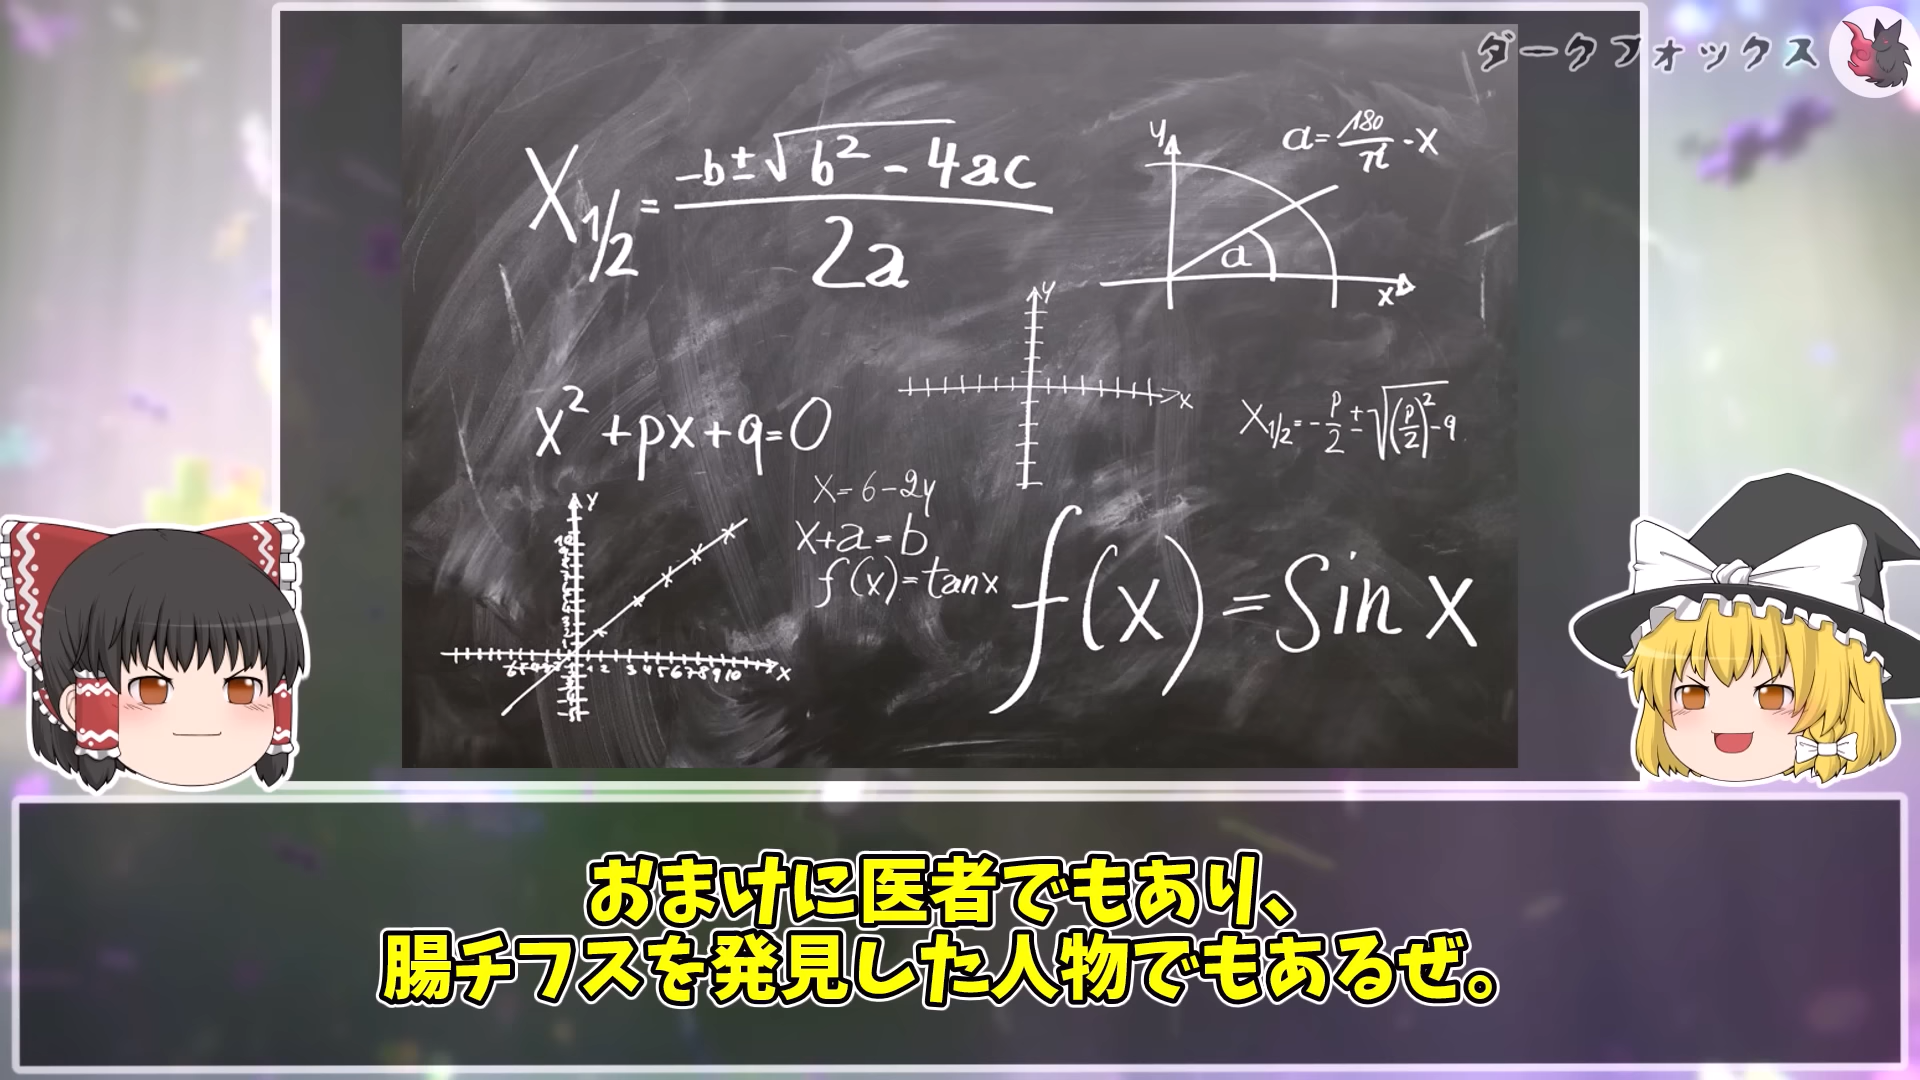 ダークフォックス
X1/2 = -b±√b²-4ac / 2a
y
a = 180/π · x
a
x
y
x
x²+px+q=0
X1/2 = -p/2 ± √(p/2)²-q
x=6-2y
x+a=b
f(x)=tanx
f(x)=sin x
y
x
おまけに医者でもあり、
腸チフスを発見した人物でもあるぜ。